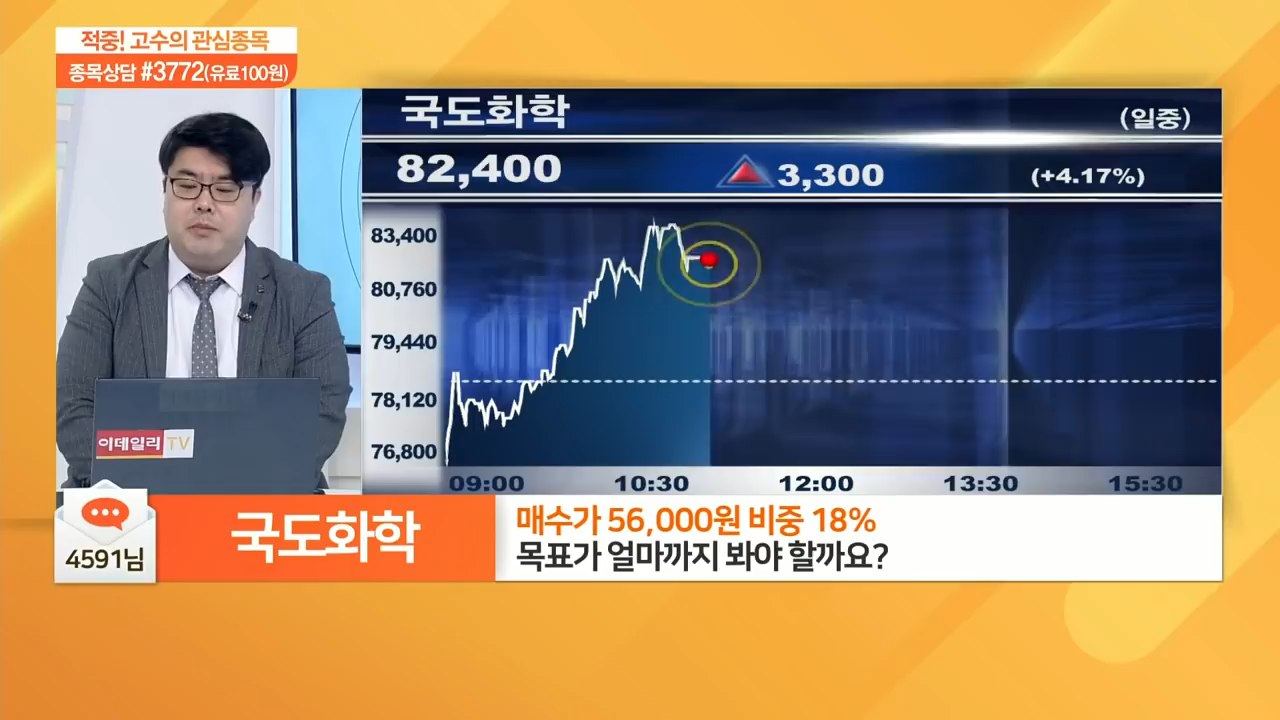 적중! 고수의 관심종목
종목상담 #3772(유료100원)
국도화학
(일중)
82,400
3,300
(+4.17%)
83,400
80,760
79,440
78,120
76,800
09:00
10:30
12:00
13:30
15:30
이데일리 TV
4591님
국도화학
매수가 56,000원 비중 18%
목표가 얼마까지 봐야 할까요?